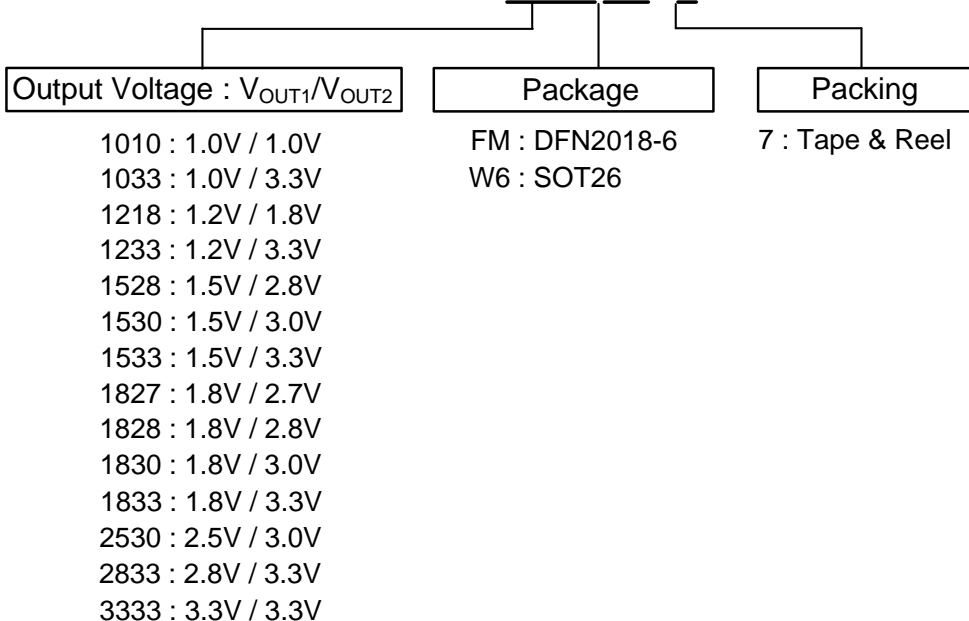 Output Voltage : VOUT1/VOUT2
1010 : 1.0V / 1.0V
1033 : 1.0V / 3.3V
1218 : 1.2V / 1.8V
1233 : 1.2V / 3.3V
1528 : 1.5V / 2.8V
1530 : 1.5V / 3.0V
1533 : 1.5V / 3.3V
1827 : 1.8V / 2.7V
1828 : 1.8V / 2.8V
1830 : 1.8V / 3.0V
1833 : 1.8V / 3.3V
2530 : 2.5V / 3.0V
2833 : 2.8V / 3.3V
3333 : 3.3V / 3.3V
Package
FM : DFN2018-6
W6 : SOT26
Packing
7 : Tape & Reel